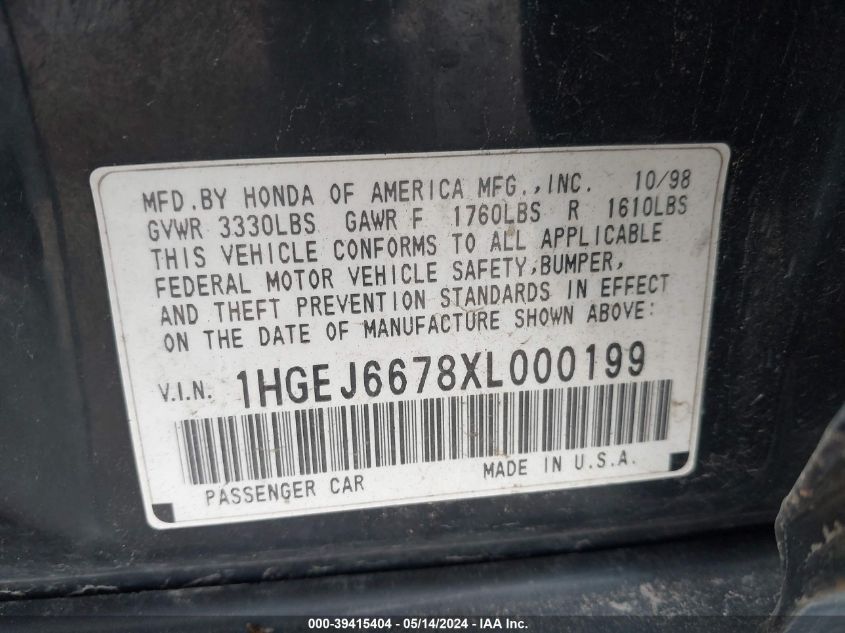 MFD.BY HONDA OF AMERICA MFG.,INC. 10/98
GVWR 3330LBS GAWR F 1760LBS R 1610LBS
THIS VEHICLE CONFORMS TO ALL APPLICABLE
FEDERAL MOTOR VEHICLE SAFETY,BUMPER,
AND THEFT PREVENTION STANDARDS IN EFFECT
ON THE DATE OF MANUFACTURE SHOWN ABOVE:
V.I.N. 1HGEJ6678XL000199
PASSENGER CAR MADE IN U.S.A.
000-39415404 - 05/14/2024 - IAAI.com